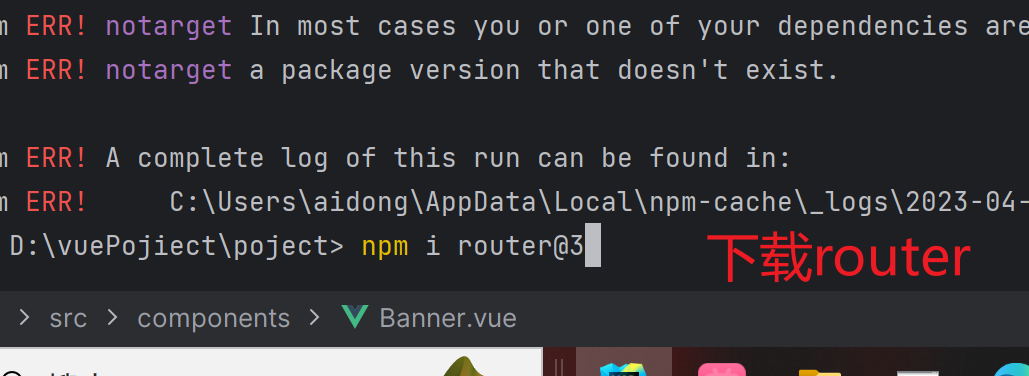 m ERR! notarget In most cases you or one of your dependencies are
m ERR! notarget a package version that doesn't exist.
m ERR! A complete log of this run can be found in:
m ERR!     C:\Users\aidong\AppData\Local\npm-cache\_logs\2023-04-
D:\vuePojiect\poject> npm i router@3
下载router
> src > components > Banner.vue